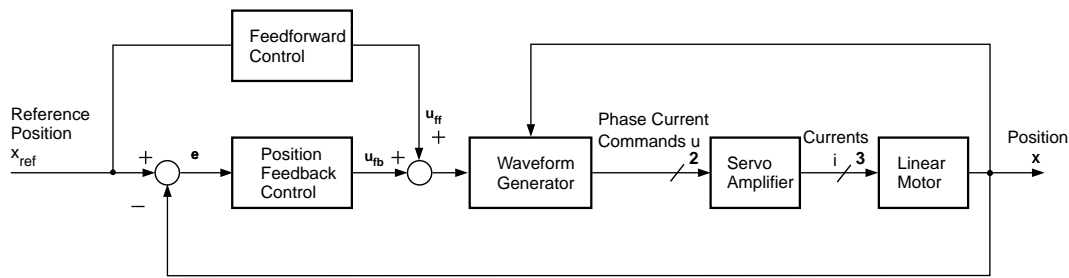 Feedforward
Control
Reference
Position
x_ref
+
−
e
Position
Feedback
Control
u_fb
+
u_ff
+
Waveform
Generator
Phase Current
Commands u
2
Servo
Amplifier
Currents
i
3
Linear
Motor
Position
x